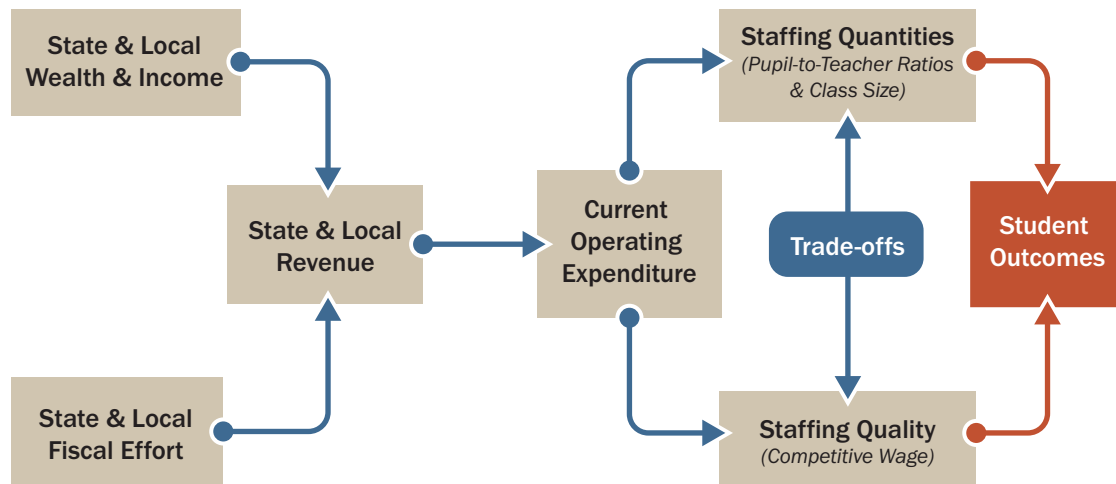 State & Local
Wealth & Income
State & Local
Revenue
State & Local
Fiscal Effort
Current
Operating
Expenditure
Staffing Quantities
(Pupil-to-Teacher Ratios
& Class Size)
Trade-offs
Staffing Quality
(Competitive Wage)
Student
Outcomes